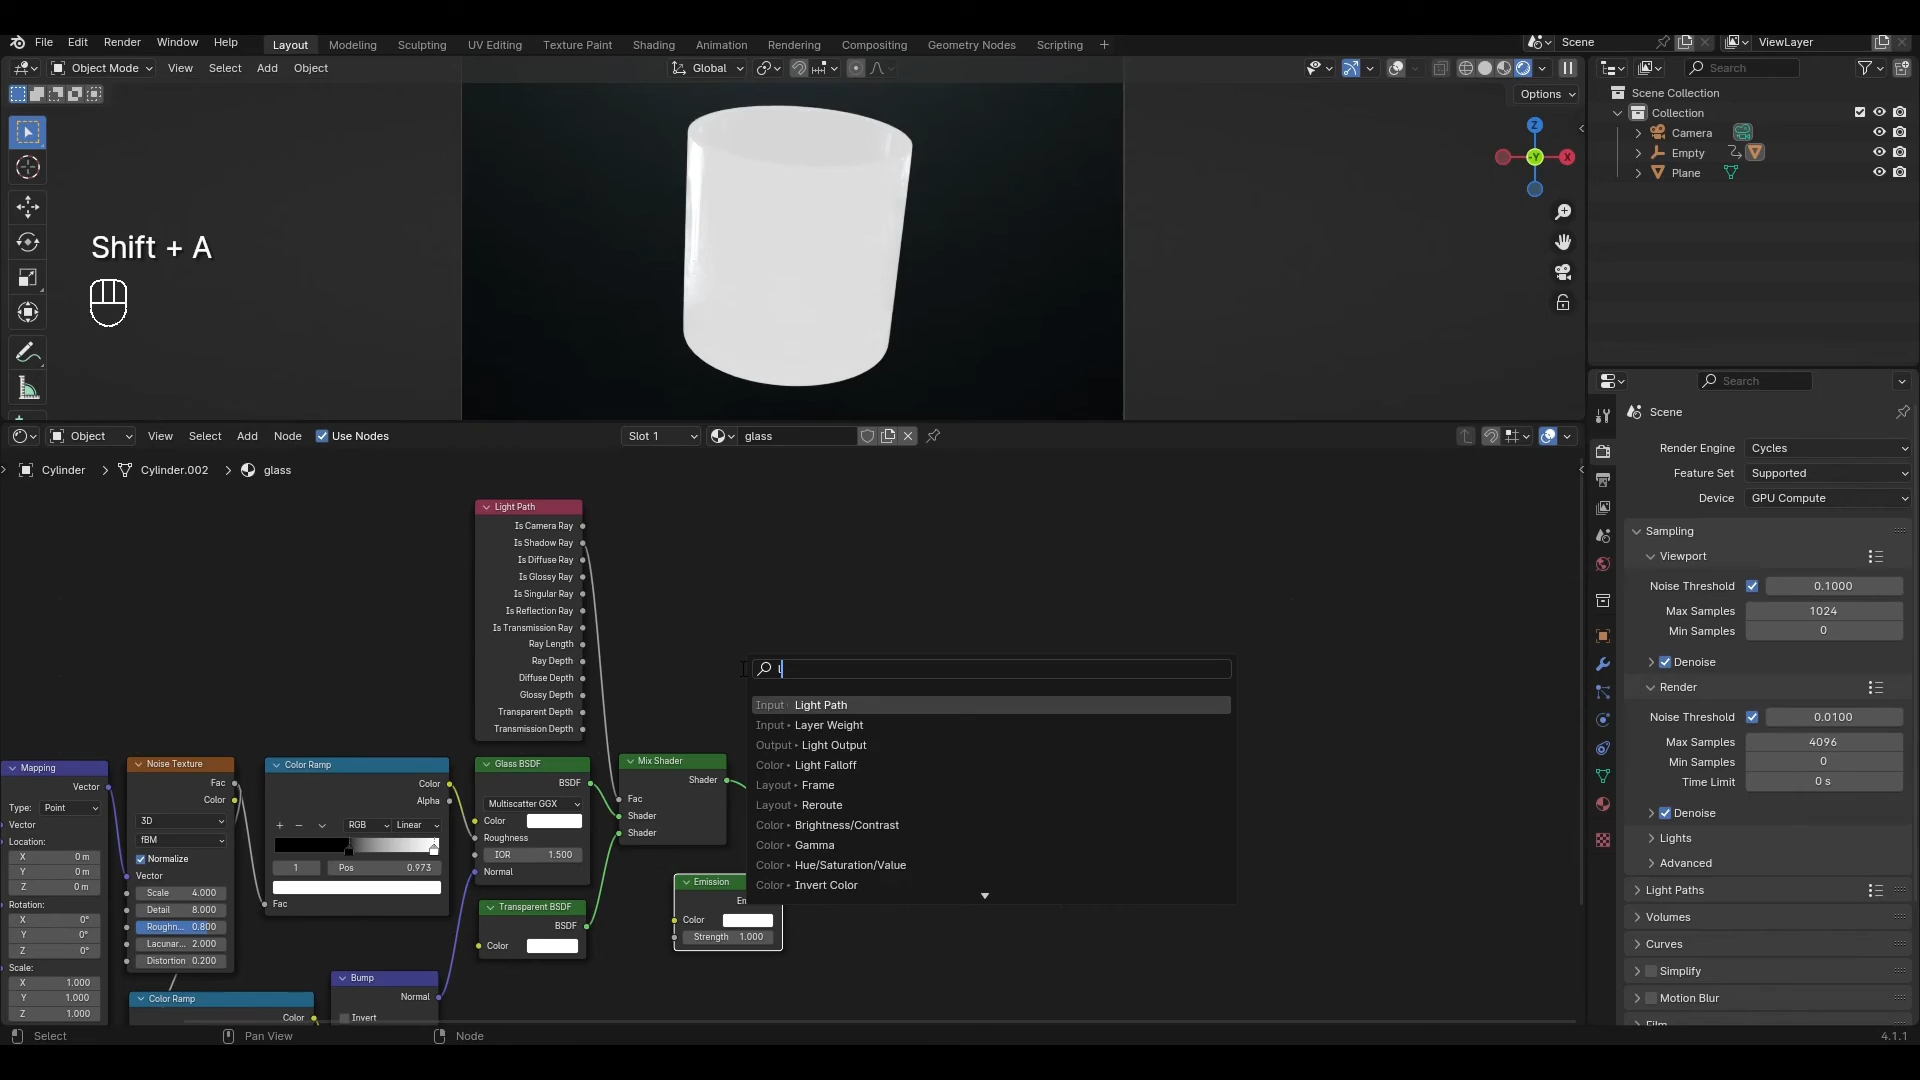 File Edit Render Window Help
Layout Modeling Sculpting UV Editing Texture Paint Shading Animation Rendering Compositing Geometry Nodes Scripting +
Scene ViewLayer
Object Mode View Select Add Object
Global
Options
Search
Scene Collection
Collection
Camera
Empty
Plane
Z
-Y X
Shift + A
Object View Select Add Node Use Nodes
Slot 1 glass
Cylinder > Cylinder.002 > glass
Light Path
Is Camera Ray
Is Shadow Ray
Is Diffuse Ray
Is Glossy Ray
Is Singular Ray
Is Reflection Ray
Is Transmission Ray
Ray Length
Ray Depth
Diffuse Depth
Glossy Depth
Transparent Depth
Transmission Depth
Mapping
Vector
Type: Point
Vector
Location:
X 0 m
Y 0 m
Z 0 m
Rotation:
X 0°
Y 0°
Z 0°
Scale:
X 1.000
Y 1.000
Z 1.000
Noise Texture
Fac
Color
3D
fBM
Normalize
Vector
Scale 4.000
Detail 8.000
Roughn... 0.800
Lacunar... 2.000
Distortion 0.200
Color Ramp
Color
Alpha
+ − RGB Linear
1 Pos 0.973
Fac
Color Ramp
Color
Bump
Normal
Invert
Glass BSDF
BSDF
Multiscatter GGX
Color
Roughness
IOR 1.500
Normal
Transparent BSDF
BSDF
Color
Mix Shader
Shader
Fac
Shader
Shader
Emission
Em
Color
Strength 1.000
l
Input ▸ Light Path
Input ▸ Layer Weight
Output ▸ Light Output
Color ▸ Light Falloff
Layout ▸ Frame
Layout ▸ Reroute
Color ▸ Brightness/Contrast
Color ▸ Gamma
Color ▸ Hue/Saturation/Value
Color ▸ Invert Color
Search
Scene
Render Engine Cycles
Feature Set Supported
Device GPU Compute
Sampling
Viewport
Noise Threshold 0.1000
Max Samples 1024
Min Samples 0
Denoise
Render
Noise Threshold 0.0100
Max Samples 4096
Min Samples 0
Time Limit 0 s
Denoise
Lights
Advanced
Light Paths
Volumes
Curves
Simplify
Motion Blur
Film
Select Pan View Node
4.1.1